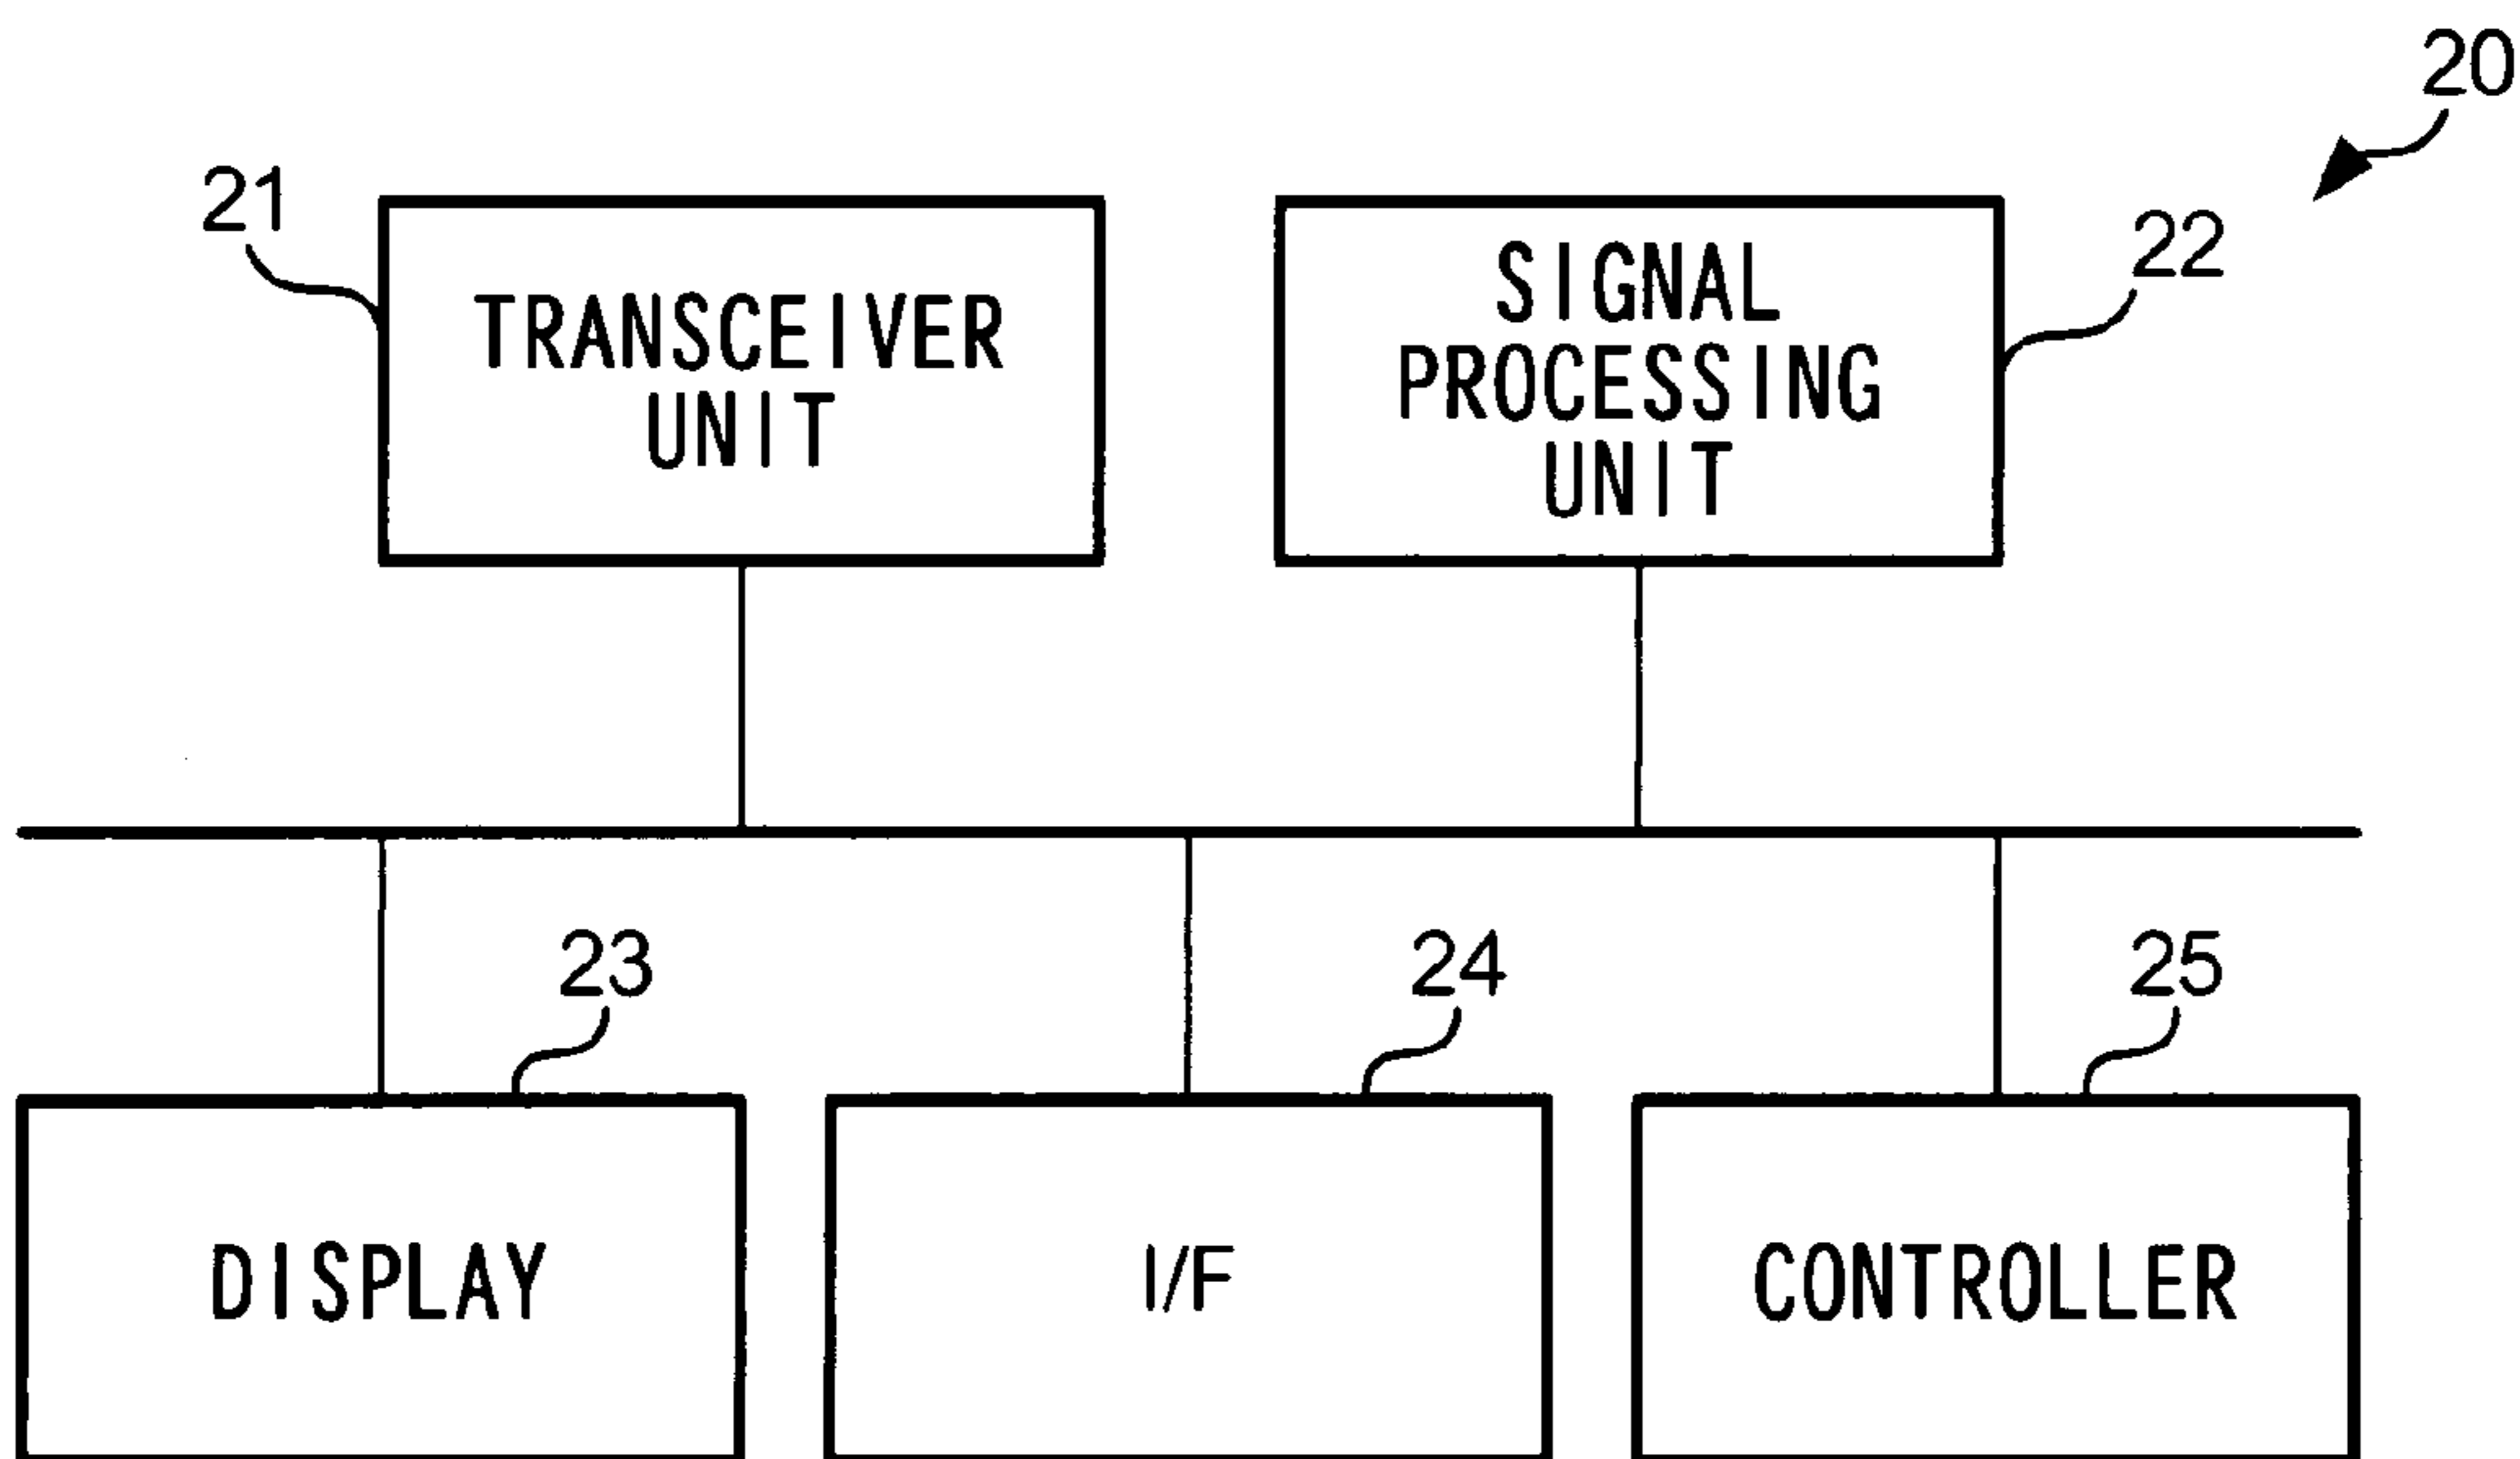 20
21
22
TRANSCEIVER
UNIT
SIGNAL
PROCESSING
UNIT
23
24
25
DISPLAY
I/F
CONTROLLER